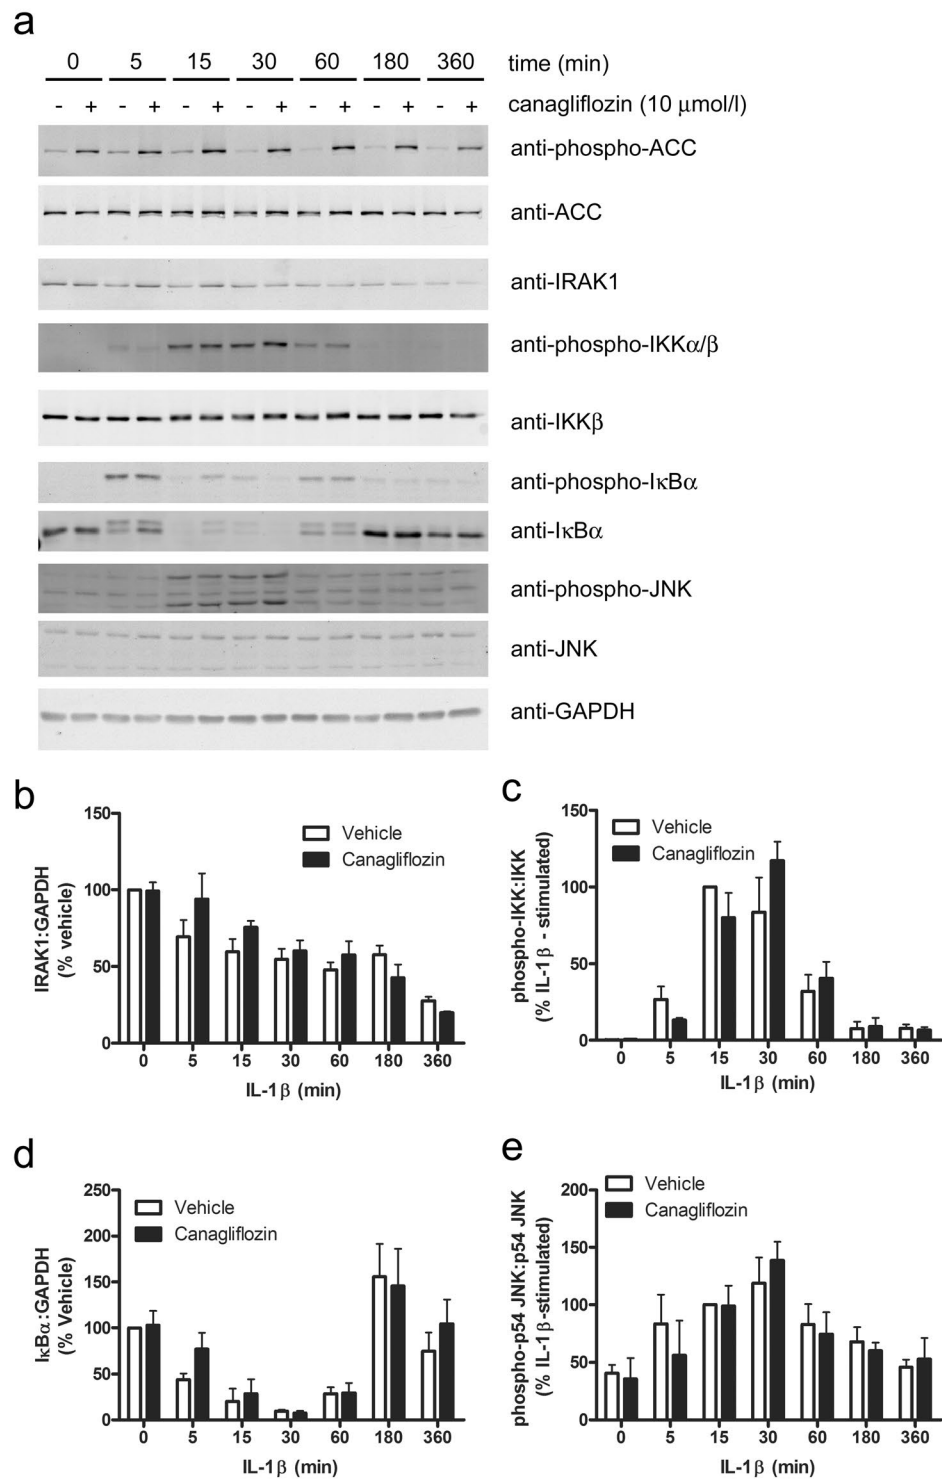 a
0 5 15 30 60 180 360 time (min)
- + - + - + - + - + - + - + canagliflozin (10 μmol/l)
anti-phospho-ACC
anti-ACC
anti-IRAK1
anti-phospho-IKKα/β
anti-IKKβ
anti-phospho-IκBα
anti-IκBα
anti-phospho-JNK
anti-JNK
anti-GAPDH
b
IRAK1:GAPDH
(% vehicle)
150
100
50
0
Vehicle
Canagliflozin
0 5 15 30 60 180 360
IL-1β (min)
c
phospho-IKK:IKK
(% IL-1β - stimulated)
150
100
50
0
Vehicle
Canagliflozin
0 5 15 30 60 180 360
IL-1β (min)
d
IκBα:GAPDH
(% Vehicle)
250
200
150
100
50
0
Vehicle
Canagliflozin
0 5 15 30 60 180 360
IL-1β (min)
e
phospho-p54 JNK:p54 JNK
(% IL-1β-stimulated)
200
150
100
50
0
Vehicle
Canagliflozin
0 5 15 30 60 180 360
IL-1β (min)